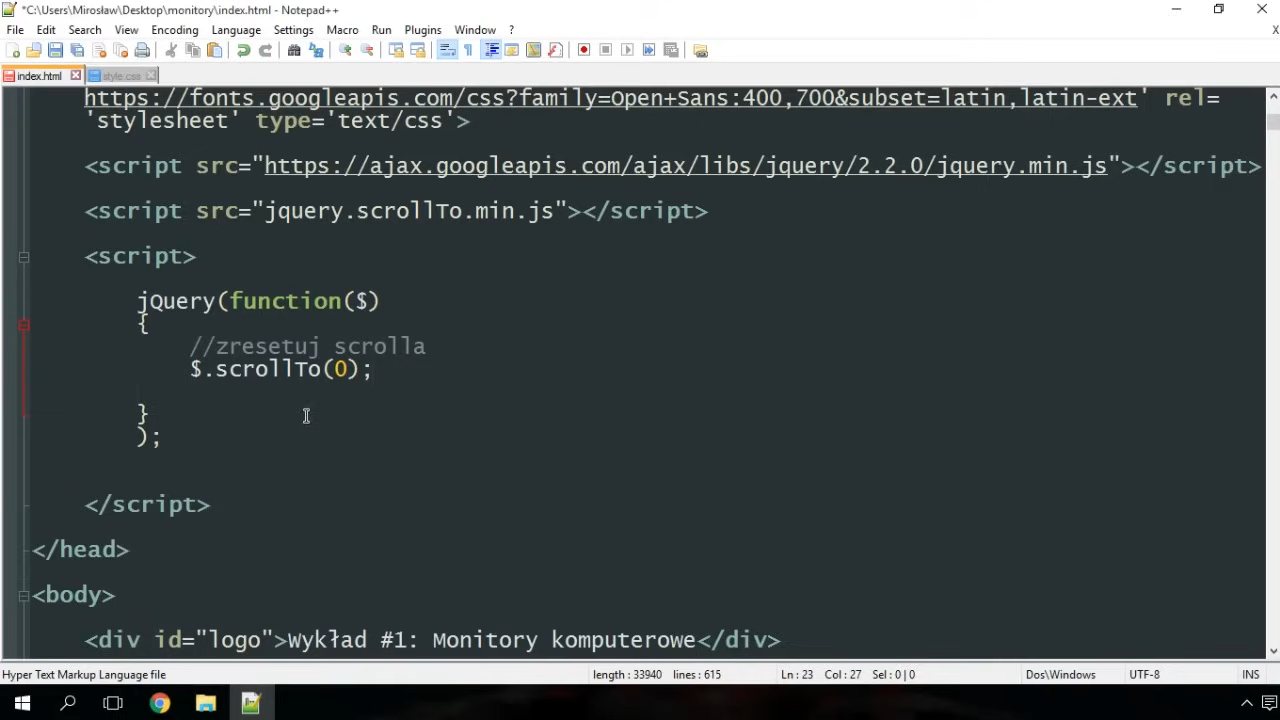 *C:\Users\Mirosław\Desktop\monitory\index.html - Notepad++
File Edit Search View Encoding Language Settings Macro Run Plugins Window ? X
index.html style.css
https://fonts.googleapis.com/css?family=Open+Sans:400,700&subset=latin,latin-ext' rel=
'stylesheet' type='text/css'>
<script src="https://ajax.googleapis.com/ajax/libs/jquery/2.2.0/jquery.min.js"></script>
<script src="jquery.scrollTo.min.js"></script>
<script>
jQuery(function($)
{
//zresetuj scrolla
$.scrollTo(0);
}
);
</script>
</head>
<body>
<div id="logo">Wykład #1: Monitory komputerowe</div>
Hyper Text Markup Language file length : 33940 lines : 615 Ln : 23 Col : 27 Sel : 0 | 0 Dos\Windows UTF-8 INS